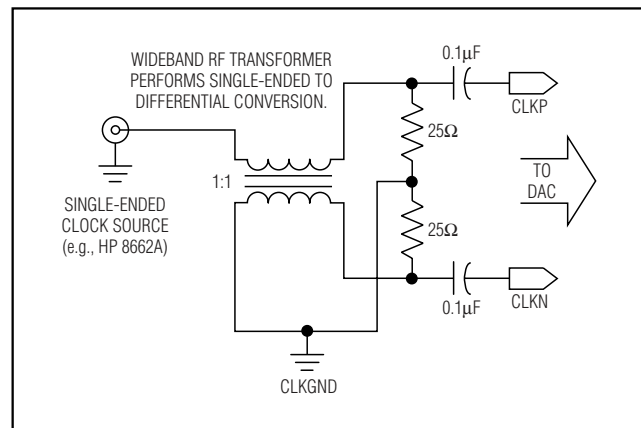 WIDEBAND RF TRANSFORMER
PERFORMS SINGLE-ENDED TO
DIFFERENTIAL CONVERSION.
0.1µF
CLKP
25Ω
1:1
TO
DAC
SINGLE-ENDED
CLOCK SOURCE
(e.g., HP 8662A)
25Ω
0.1µF
CLKN
CLKGND